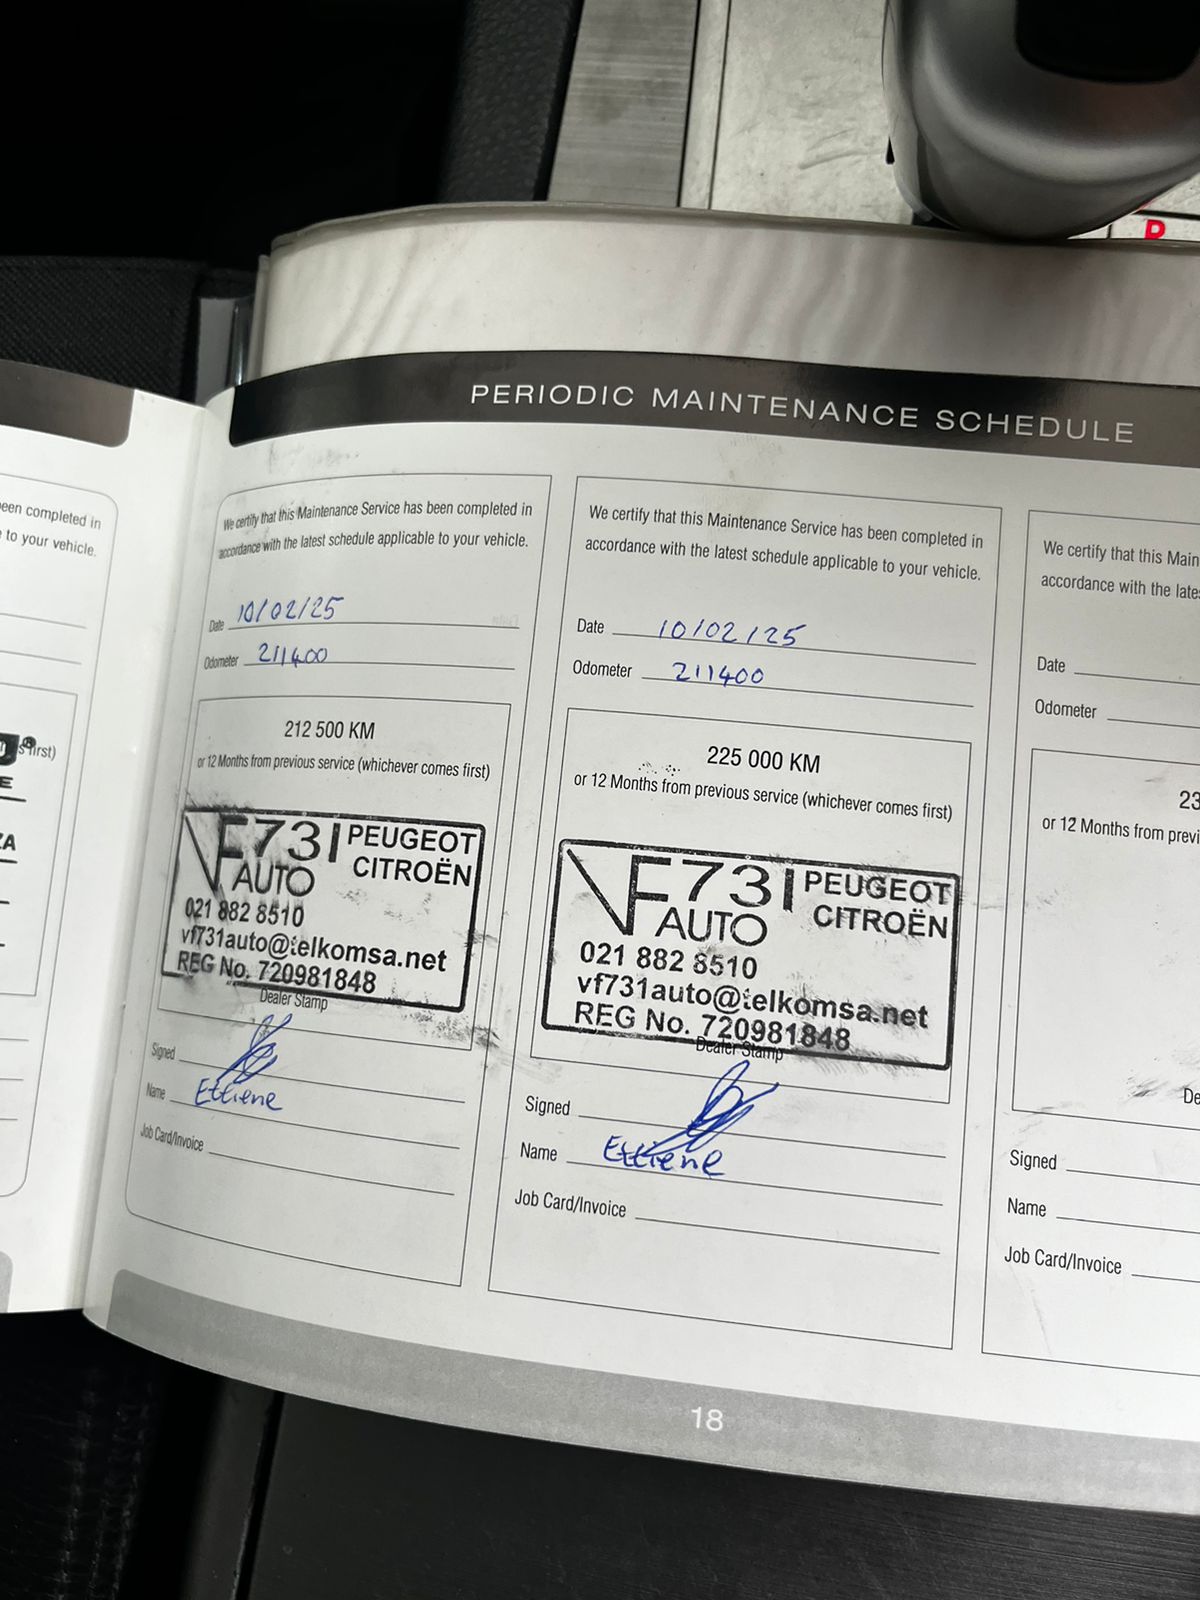 PERIODIC MAINTENANCE SCHEDULE
een completed in
to your vehicle.
s first)
E
ZA
We certify that this Maintenance Service has been completed in
accordance with the latest schedule applicable to your vehicle.
Date 10/02/25
Odometer 211400
212 500 KM
or 12 Months from previous service (whichever comes first)
VF731 PEUGEOT
AUTO CITROËN
021 882 8510
vf731auto@telkomsa.net
REG No. 720981848
Dealer Stamp
Signed
Name Ettiene
Job Card/Invoice
We certify that this Maintenance Service has been completed in
accordance with the latest schedule applicable to your vehicle.
Date 10/02/25
Odometer 211400
225 000 KM
or 12 Months from previous service (whichever comes first)
VF731 PEUGEOT
AUTO CITROËN
021 882 8510
vf731auto@telkomsa.net
REG No. 720981848
Dealer Stamp
Signed
Name Ettiene
Job Card/Invoice
We certify that this Main
accordance with the lates
Date
Odometer
23
or 12 Months from previ
De
Signed
Name
Job Card/Invoice
18
R